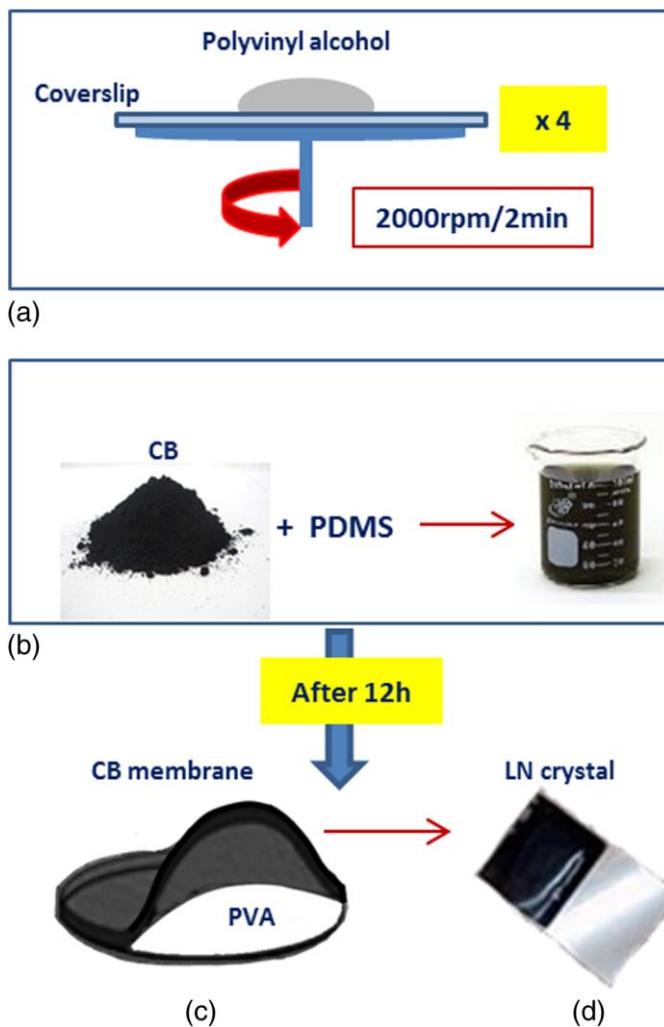 Polyvinyl alcohol
Coverslip
x 4
2000rpm/2min
(a)
CB
+ PDMS
(b)
After 12h
CB membrane
LN crystal
PVA
(c)
(d)